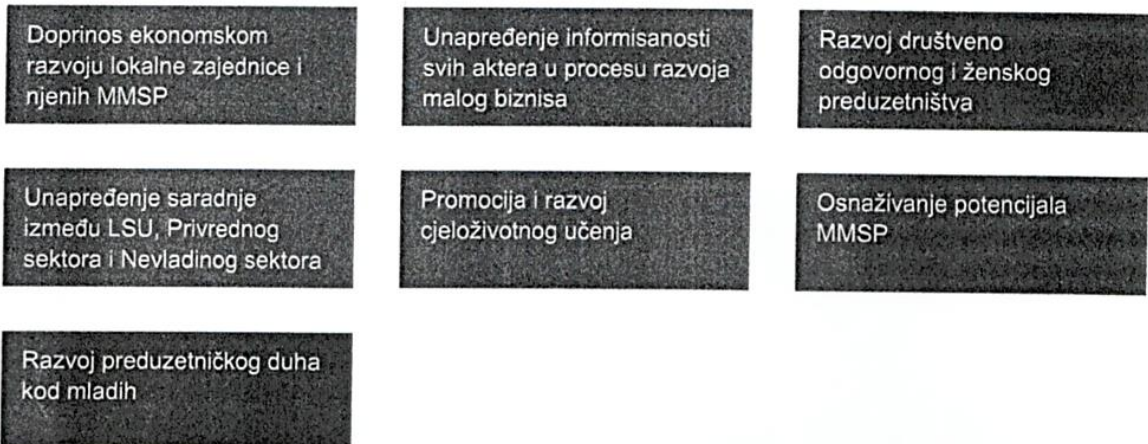 Doprinos ekonomskom
razvoju lokalne zajednice i
njenih MMSP
Unapređenje informisanosti
svih aktera u procesu razvoja
malog biznisa
Razvoj društveno
odgovornog i ženskog
preduzetništva
Unapređenje saradnje
između LSU, Privrednog
sektora i Nevladinog sektora
Promocija i razvoj
cjeloživotnog učenja
Osnaživanje potencijala
MMSP
Razvoj preduzetničkog duha
kod mladih